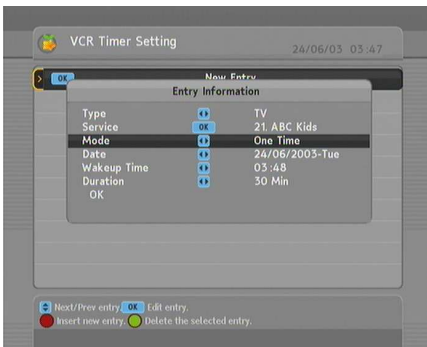 VCR Timer Setting
24/06/03 03:47
OK New Entry
Entry Information
Type TV
Service OK 21. ABC Kids
Mode One Time
Date 24/06/2003-Tue
Wakeup Time 03:48
Duration 30 Min
OK
Next/Prev entry, OK Edit entry.
Insert new entry. Delete the selected entry.